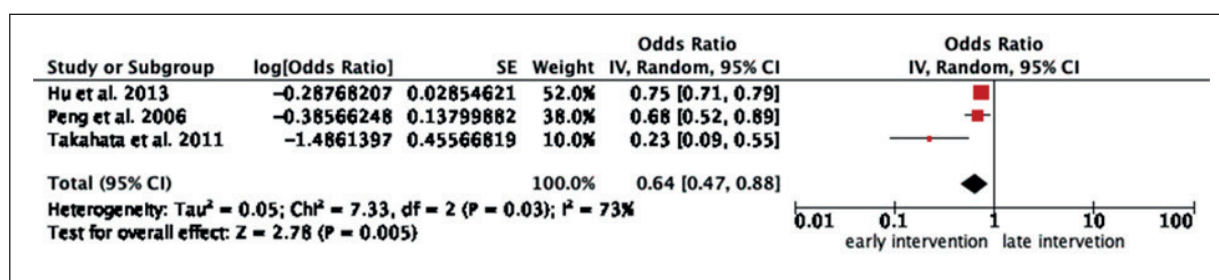 Odds Ratio Odds Ratio
Study or Subgroup log[Odds Ratio] SE Weight IV, Random, 95% CI IV, Random, 95% CI
Hu et al. 2013 −0.28768207 0.02854621 52.0% 0.75 [0.71, 0.79]
Peng et al. 2006 −0.38566248 0.13799882 38.0% 0.68 [0.52, 0.89]
Takahata et al. 2011 −1.4861397 0.45566819 10.0% 0.23 [0.09, 0.55]
Total (95% CI) 100.0% 0.64 [0.47, 0.88]
Heterogeneity: Tau² = 0.05; Chi² = 7.33, df = 2 (P = 0.03); I² = 73%
Test for overall effect: Z = 2.78 (P = 0.005)
0.01 0.1 1 10 100
early intervention late intervetion